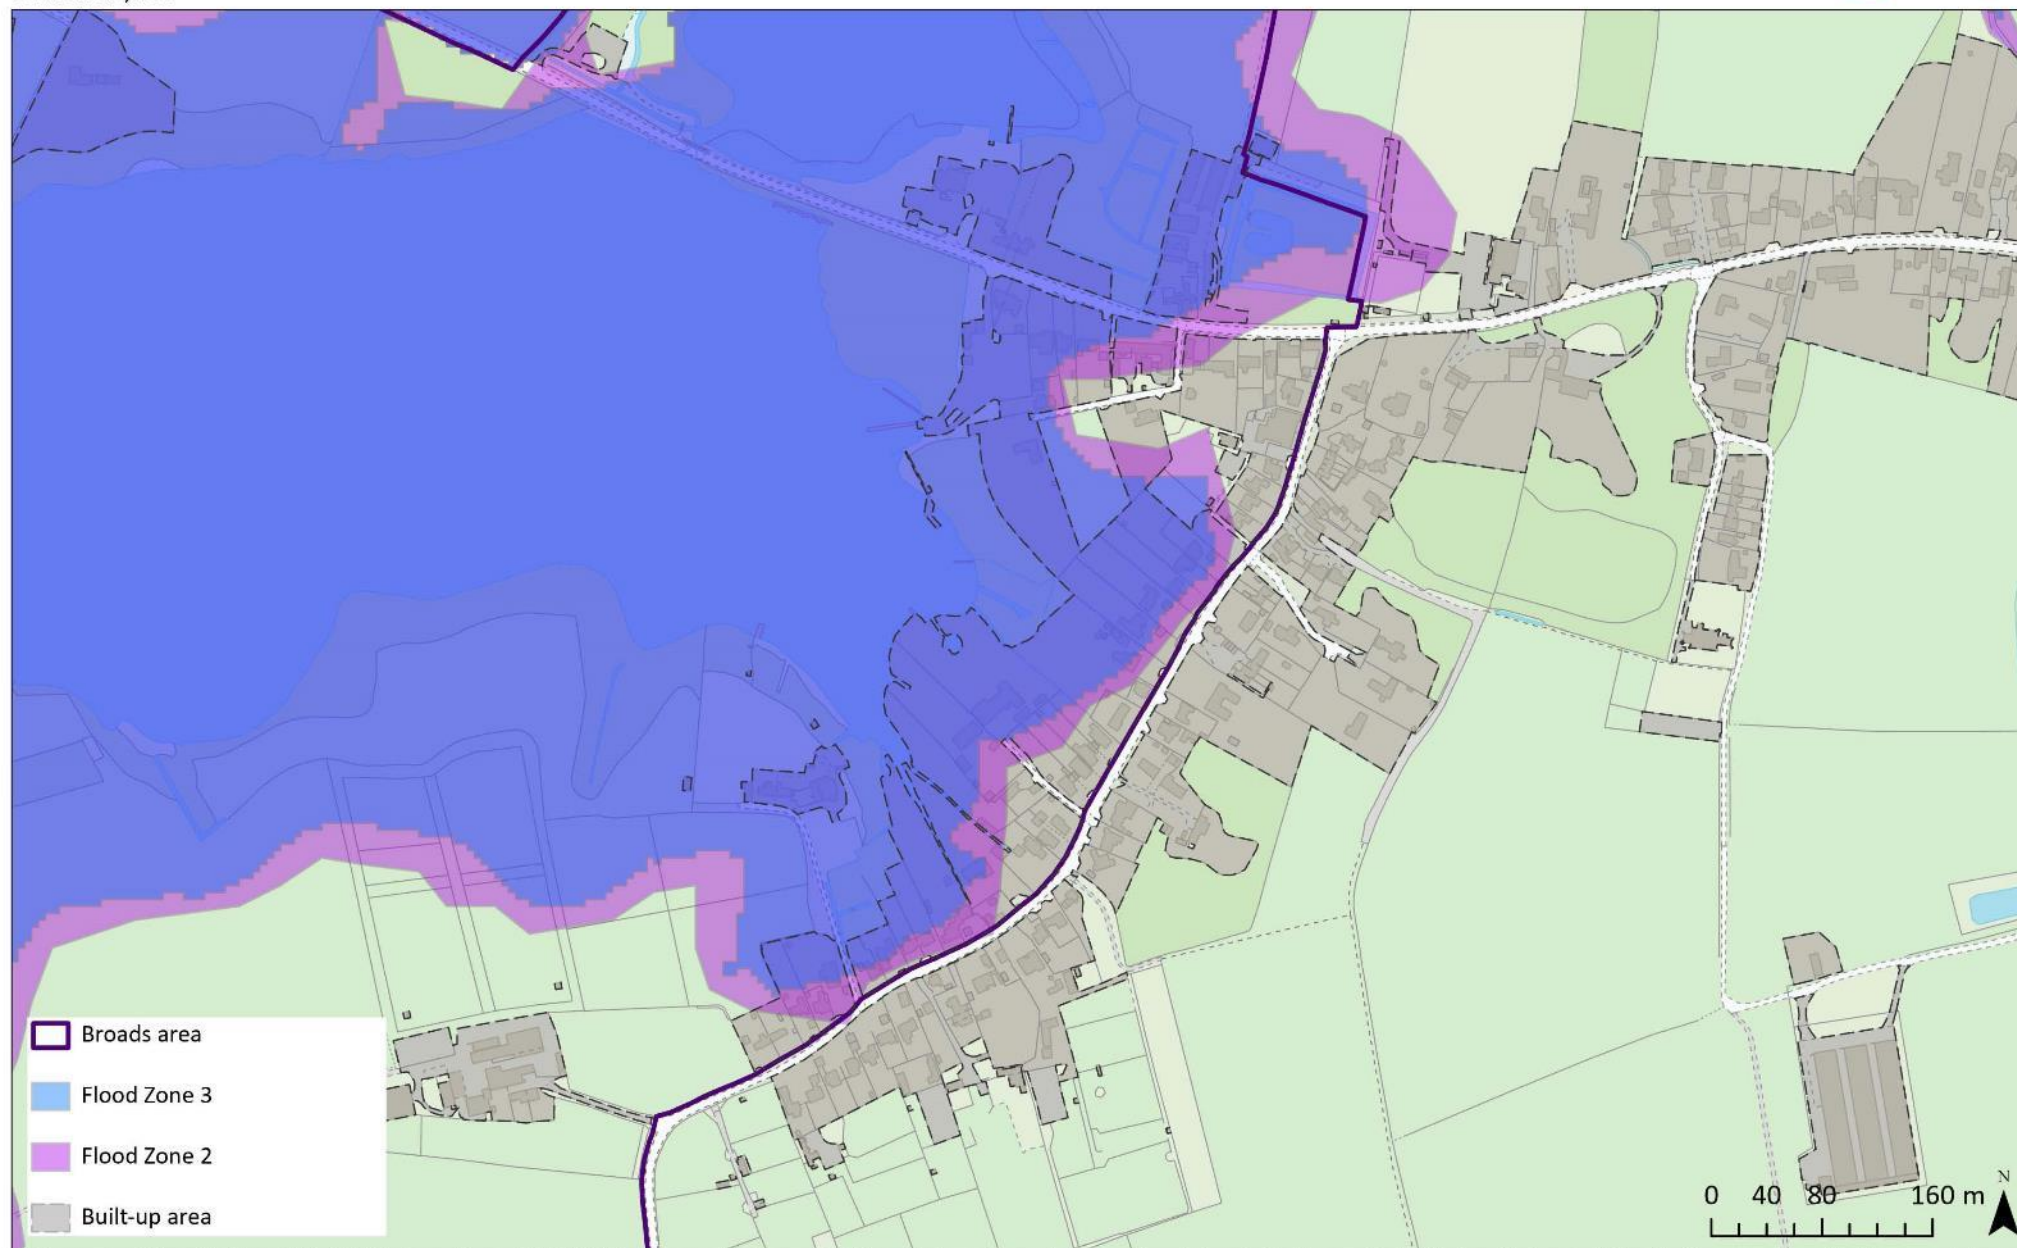 Broads area
Flood Zone 3
Flood Zone 2
Built-up area
0 40 80 160 m
N